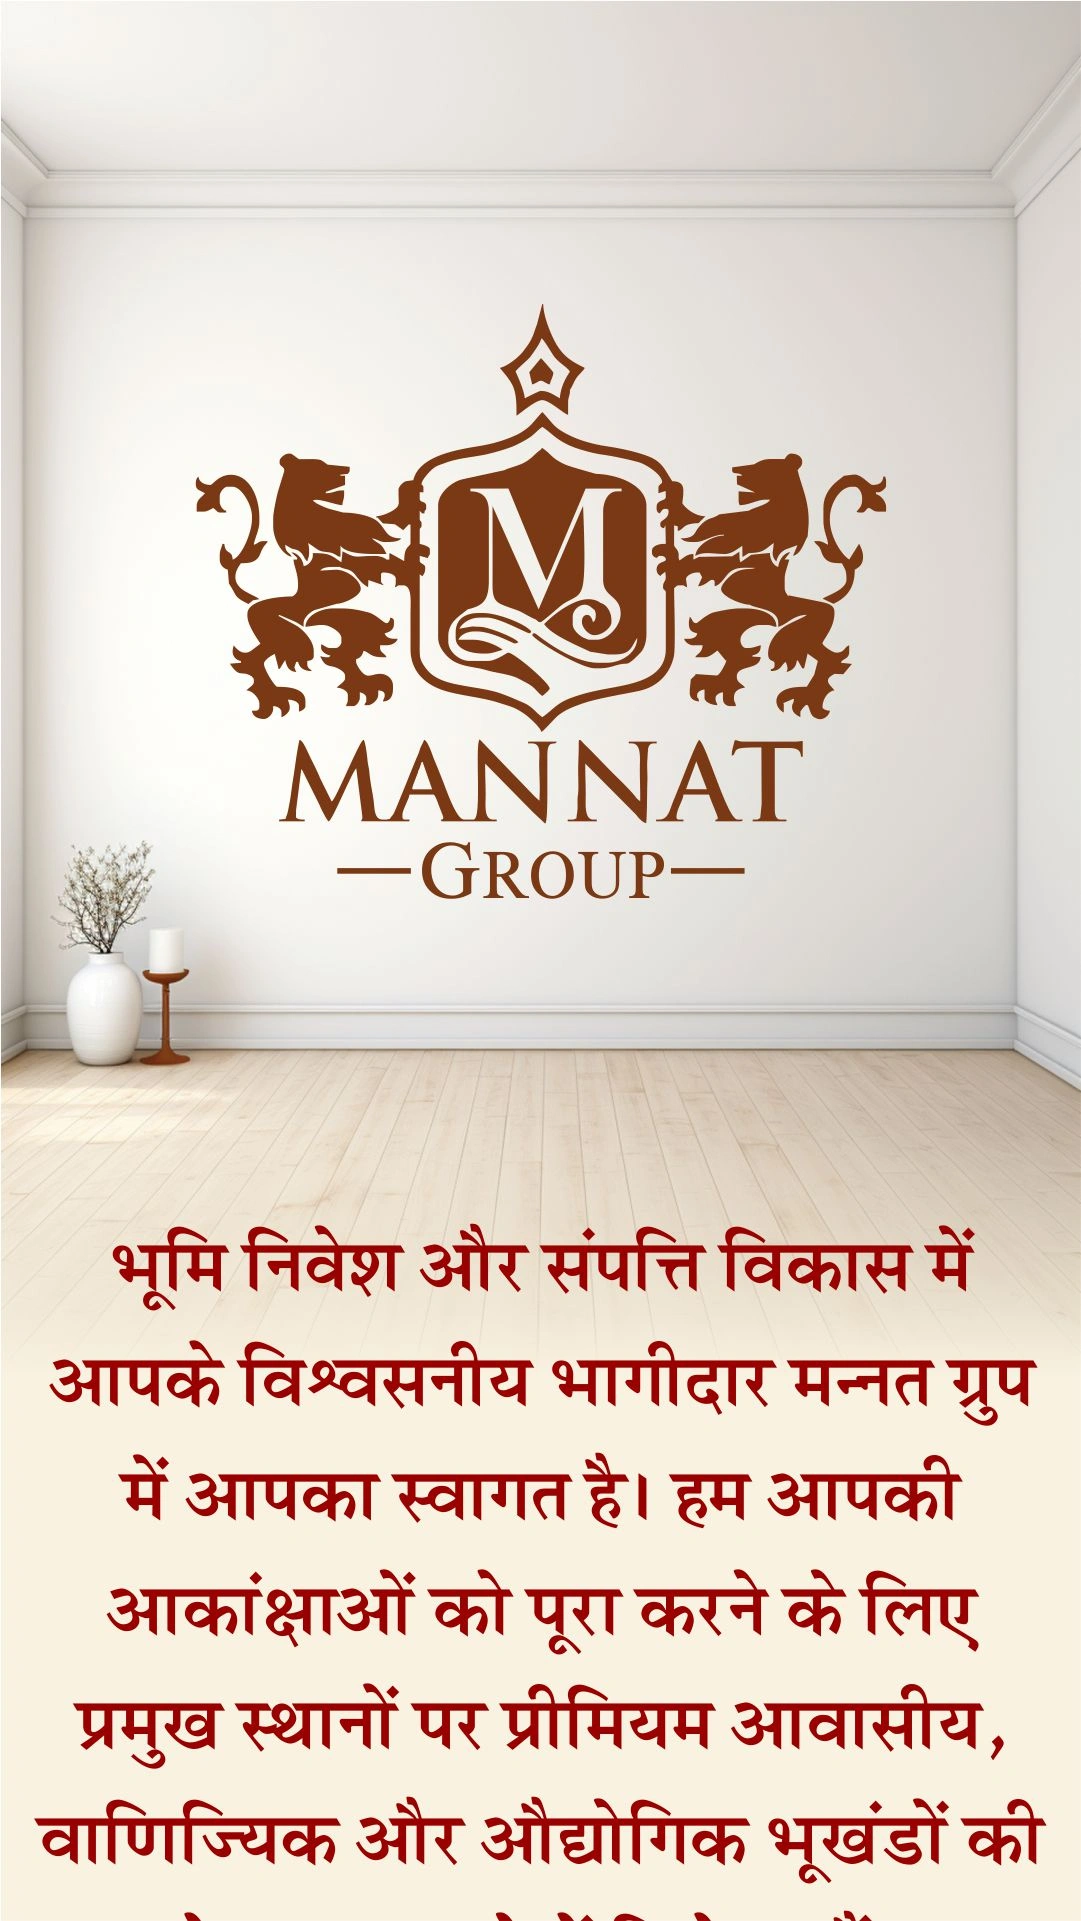 M
MANNAT
GROUP
भूमि निवेश और संपत्ति विकास में
आपके विश्वसनीय भागीदार मन्नत ग्रुप
में आपका स्वागत है। हम आपकी
आकांक्षाओं को पूरा करने के लिए
प्रमुख स्थानों पर प्रीमियम आवासीय,
वाणिज्यिक और औद्योगिक भूखंडों की